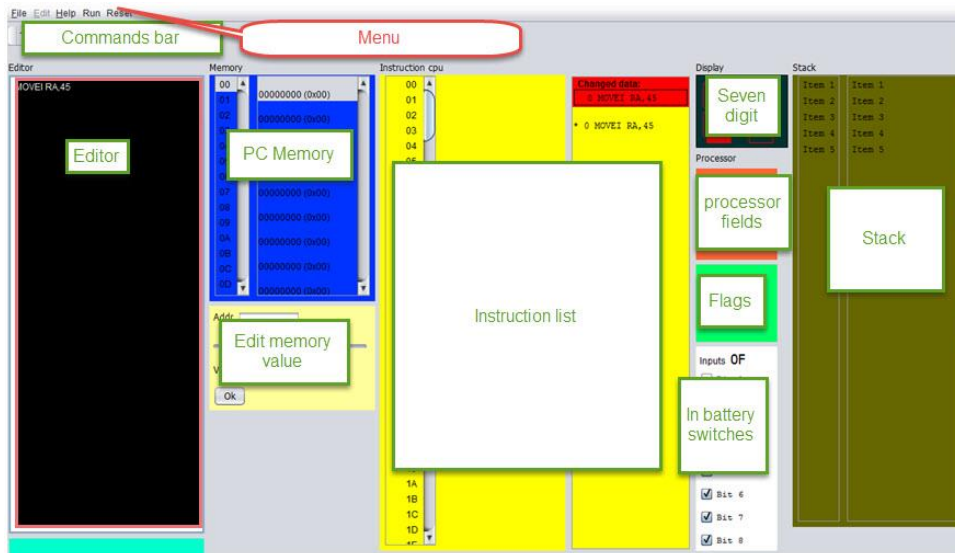 File Edit Help Run Reset
Commands bar
Menu
Editor
Memory
Instruction cpu
Display
Stack
MOVEI RA,45
Editor
00
01
02
07
08
09
0A
0B
0C
0D
00000000 (0x00)
00000000 (0x00)
PC Memory
00000000 (0x00)
00000000 (0x00)
00000000 (0x00)
00000000 (0x00)
00000000 (0x00)
Addr
Edit memory
value
Ok
00
01
02
03
04
Instruction list
1A
1B
1C
1D
Changed data:
0 MOVEI RA,45
* 0 MOVEI RA,45
Seven
digit
Processor
processor
fields
Flags
Inputs 0F
In battery
switches
Bit 6
Bit 7
Bit 8
Item 1 Item 1
Item 2 Item 2
Item 3 Item 3
Item 4 Item 4
Item 5 Item 5
Stack